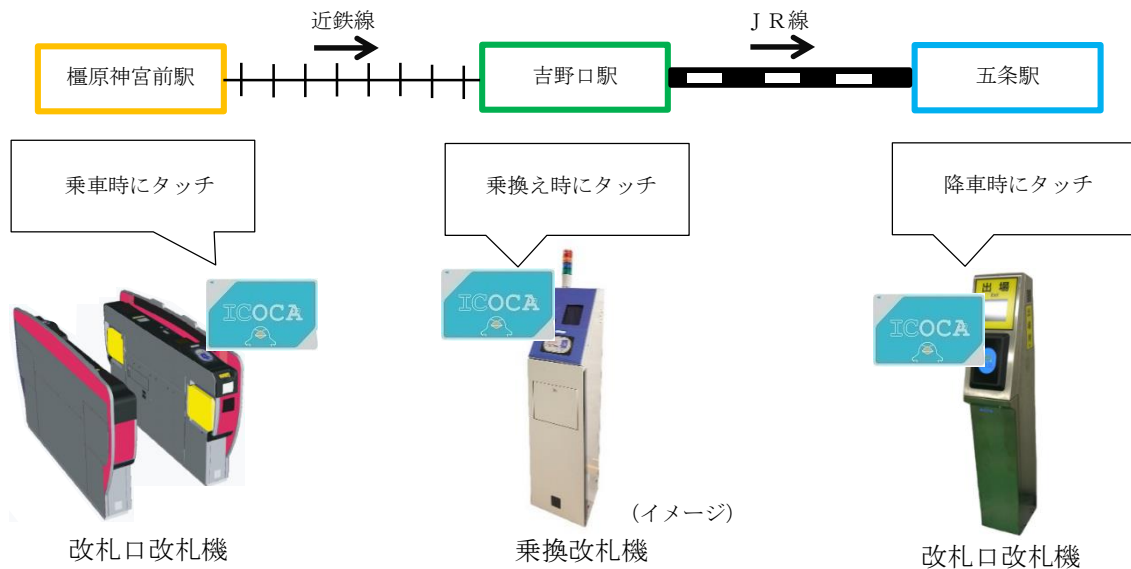 近鉄線
ＪＲ線
橿原神宮前駅
吉野口駅
五条駅
乗車時にタッチ
乗換え時にタッチ
降車時にタッチ
ICOCA
ICOCA
出場
ICOCA
(イメージ)
改札口改札機
乗換改札機
改札口改札機